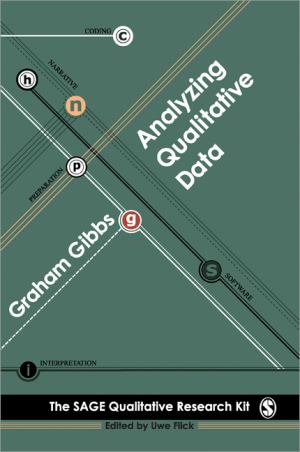 CODING c
h
NARRATIVE
n
Analyzing
Qualitative
Data
PREPARATION
p
g
Graham Gibbs
s
SOFTWARE
i INTERPRETATION
The SAGE Qualitative Research Kit S
Edited by Uwe Flick